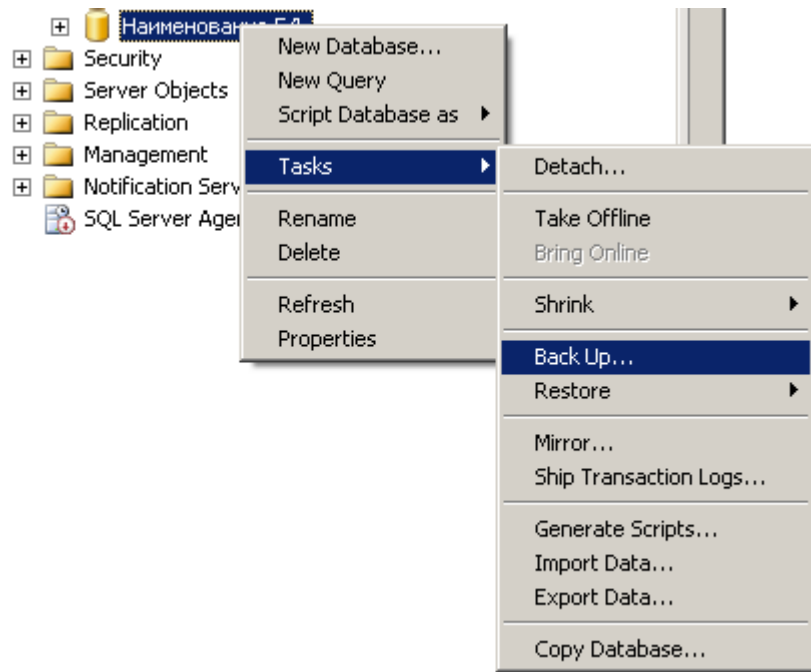 Наименование БД
Security
Server Objects
Replication
Management
Notification Serv
SQL Server Agen
New Database...
New Query
Script Database as
Tasks
Rename
Delete
Refresh
Properties
Detach...
Take Offline
Bring Online
Shrink
Back Up...
Restore
Mirror...
Ship Transaction Logs...
Generate Scripts...
Import Data...
Export Data...
Copy Database...